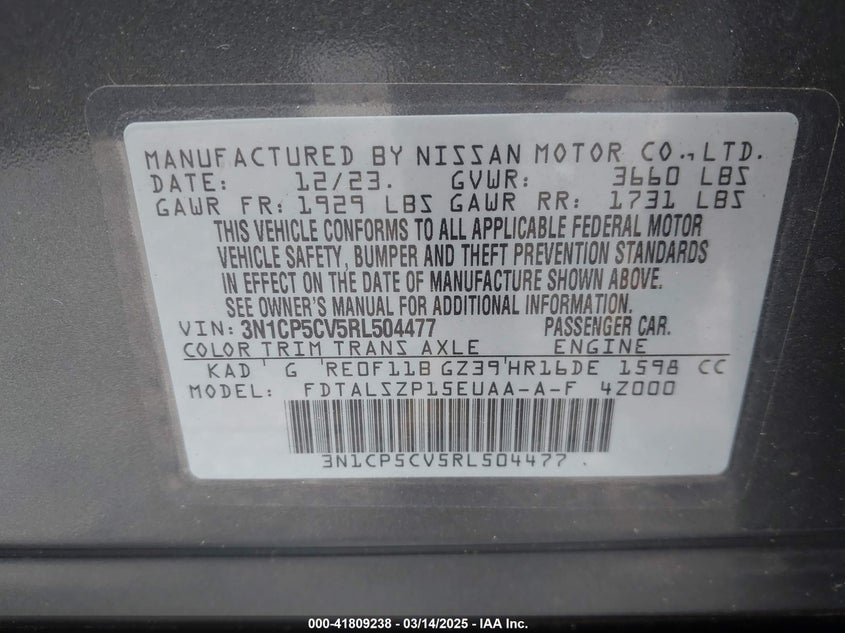 MANUFACTURED BY NISSAN MOTOR CO.,LTD.
DATE: 12/23. GVWR: 3660 LBS
GAWR FR: 1929 LBS GAWR RR: 1731 LBS
THIS VEHICLE CONFORMS TO ALL APPLICABLE FEDERAL MOTOR
VEHICLE SAFETY, BUMPER AND THEFT PREVENTION STANDARDS
IN EFFECT ON THE DATE OF MANUFACTURE SHOWN ABOVE.
SEE OWNER'S MANUAL FOR ADDITIONAL INFORMATION.
VIN: 3N1CP5CV5RL504477 PASSENGER CAR.
COLOR TRIM TRANS AXLE ENGINE
KAD G 'RE0F11B GZ39'HR16DE 1598 CC
MODEL: FDTALSZP15EUAA-A-F 4Z000
3N1CP5CV5RL504477
000-41809238 - 03/14/2025 - IAA Inc.